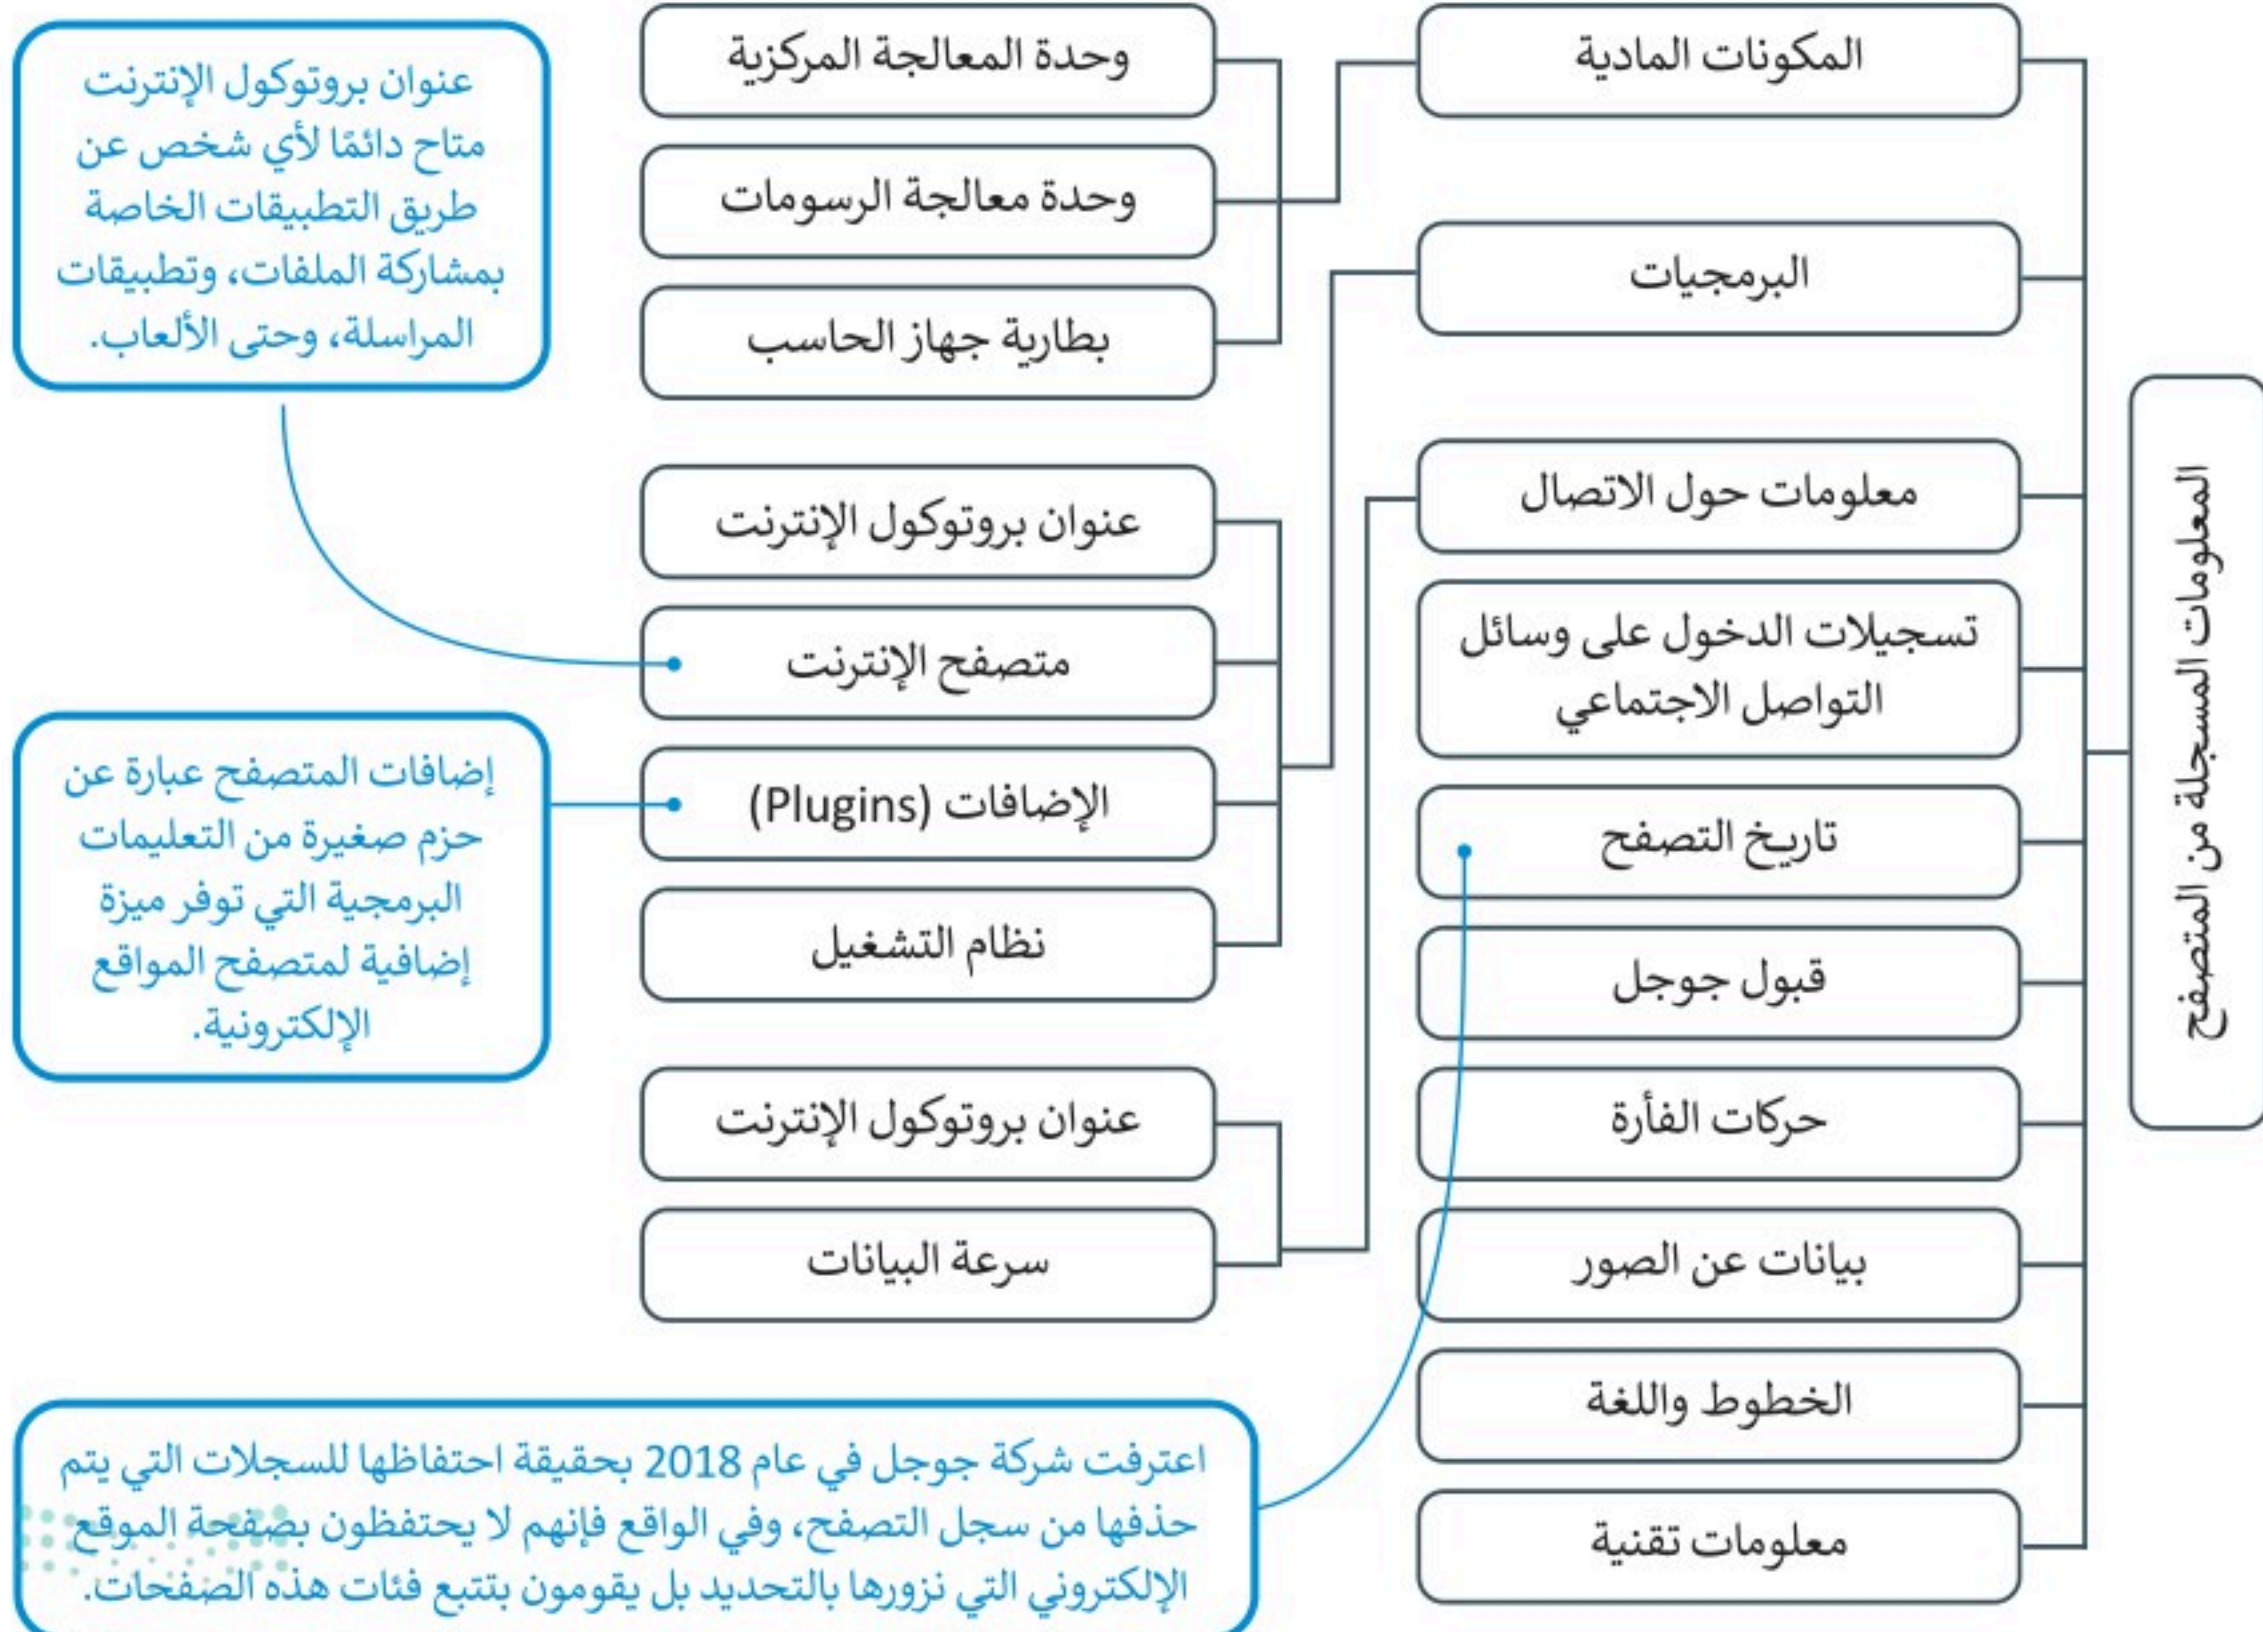 المعلومات المسجلة من المتصفح
المكونات المادية
وحدة المعالجة المركزية
وحدة معالجة الرسومات
بطارية جهاز الحاسب
البرمجيات
عنوان بروتوكول الإنترنت
متصفح الإنترنت
الإضافات (Plugins)
نظام التشغيل
معلومات حول الاتصال
عنوان بروتوكول الإنترنت
سرعة البيانات
تسجيلات الدخول على وسائل
التواصل الاجتماعي
تاريخ التصفح
قبول جوجل
حركات الفأرة
بيانات عن الصور
الخطوط واللغة
معلومات تقنية
عنوان بروتوكول الإنترنت
متاح دائمًا لأي شخص عن
طريق التطبيقات الخاصة
بمشاركة الملفات، وتطبيقات
المراسلة، وحتى الألعاب.
إضافات المتصفح عبارة عن
حزم صغيرة من التعليمات
البرمجية التي توفر ميزة
إضافية لمتصفح المواقع
الإلكترونية.
اعترفت شركة جوجل في عام 2018 بحقيقة احتفاظها للسجلات التي يتم
حذفها من سجل التصفح، وفي الواقع فإنهم لا يحتفظون بصفحة الموقع
الإلكتروني التي نزورها بالتحديد بل يقومون بتتبع فئات هذه الصفحات.